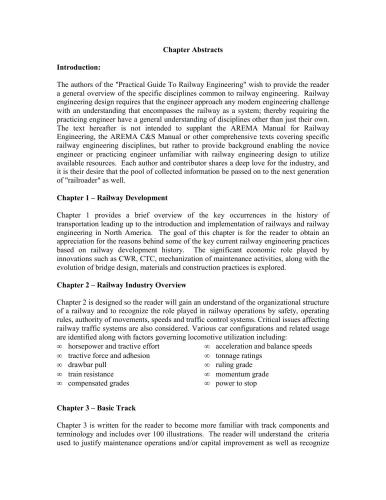 Chapter Abstracts
Introduction:
The authors of the "Practical Guide To Railway Engineering" wish to provide the reader
a general overview of the specific disciplines common to railway engineering. Railway
engineering design requires that the engineer approach any modern engineering challenge
with an understanding that encompasses the railway as a system; thereby requiring the
practicing engineer have a general understanding of disciplines other than just their own.
The text hereafter is not intended to supplant the AREMA Manual for Railway
Engineering, the AREMA C&S Manual or other comprehensive texts covering specific
railway engineering disciplines, but rather to provide background enabling the novice
engineer or practicing engineer unfamiliar with railway engineering design to utilize
available resources. Each author and contributor shares a deep love for the industry, and
it is their desire that the pool of collected information be passed on to the next generation
of "railroader" as well.
Chapter 1 – Railway Development
Chapter 1 provides a brief overview of the key occurrences in the history of
transportation leading up to the introduction and implementation of railways and railway
engineering in North America. The goal of this chapter is for the reader to obtain an
appreciation for the reasons behind some of the key current railway engineering practices
based on railway development history. The significant economic role played by
innovations such as CWR, CTC, mechanization of maintenance activities, along with the
evolution of bridge design, materials and construction practices is explored.
Chapter 2 – Railway Industry Overview
Chapter 2 is designed so the reader will gain an understand of the organizational structure
of a railway and to recognize the role played in railway operations by safety, operating
rules, authority of movements, speeds and traffic control systems. Critical issues affecting
railway traffic systems are also considered. Various car configurations and related usage
are identified along with factors governing locomotive utilization including:
∞ horsepower and tractive effort
∞ tractive force and adhesion
∞ drawbar pull
∞ train resistance
∞ compensated grades
∞ acceleration and balance speeds
∞ tonnage ratings
∞ ruling grade
∞ momentum grade
∞ power to stop
Chapter 3 – Basic Track
Chapter 3 is written for the reader to become more familiar with track components and
terminology and includes over 100 illustrations. The reader will understand the criteria
used to justify maintenance operations and/or capital improvement as well as recognize